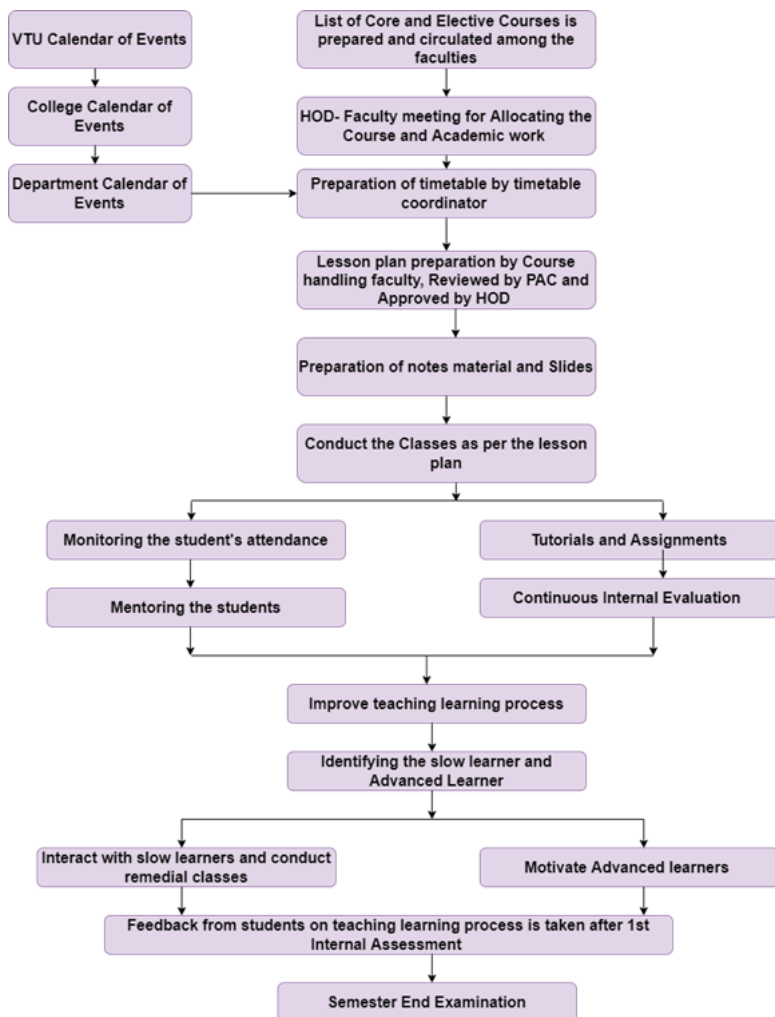 VTU Calendar of Events
College Calendar of
Events
Department Calendar of
Events
List of Core and Elective Courses is
prepared and circulated among the
faculties
HOD- Faculty meeting for Allocating the
Course and Academic work
Preparation of timetable by timetable
coordinator
Lesson plan preparation by Course
handling faculty, Reviewed by PAC and
Approved by HOD
Preparation of notes material and Slides
Conduct the Classes as per the lesson
plan
Monitoring the student's attendance
Mentoring the students
Tutorials and Assignments
Continuous Internal Evaluation
Improve teaching learning process
Identifying the slow learner and
Advanced Learner
Interact with slow learners and conduct
remedial classes
Motivate Advanced learners
Feedback from students on teaching learning process is taken after 1st
Internal Assessment
Semester End Examination